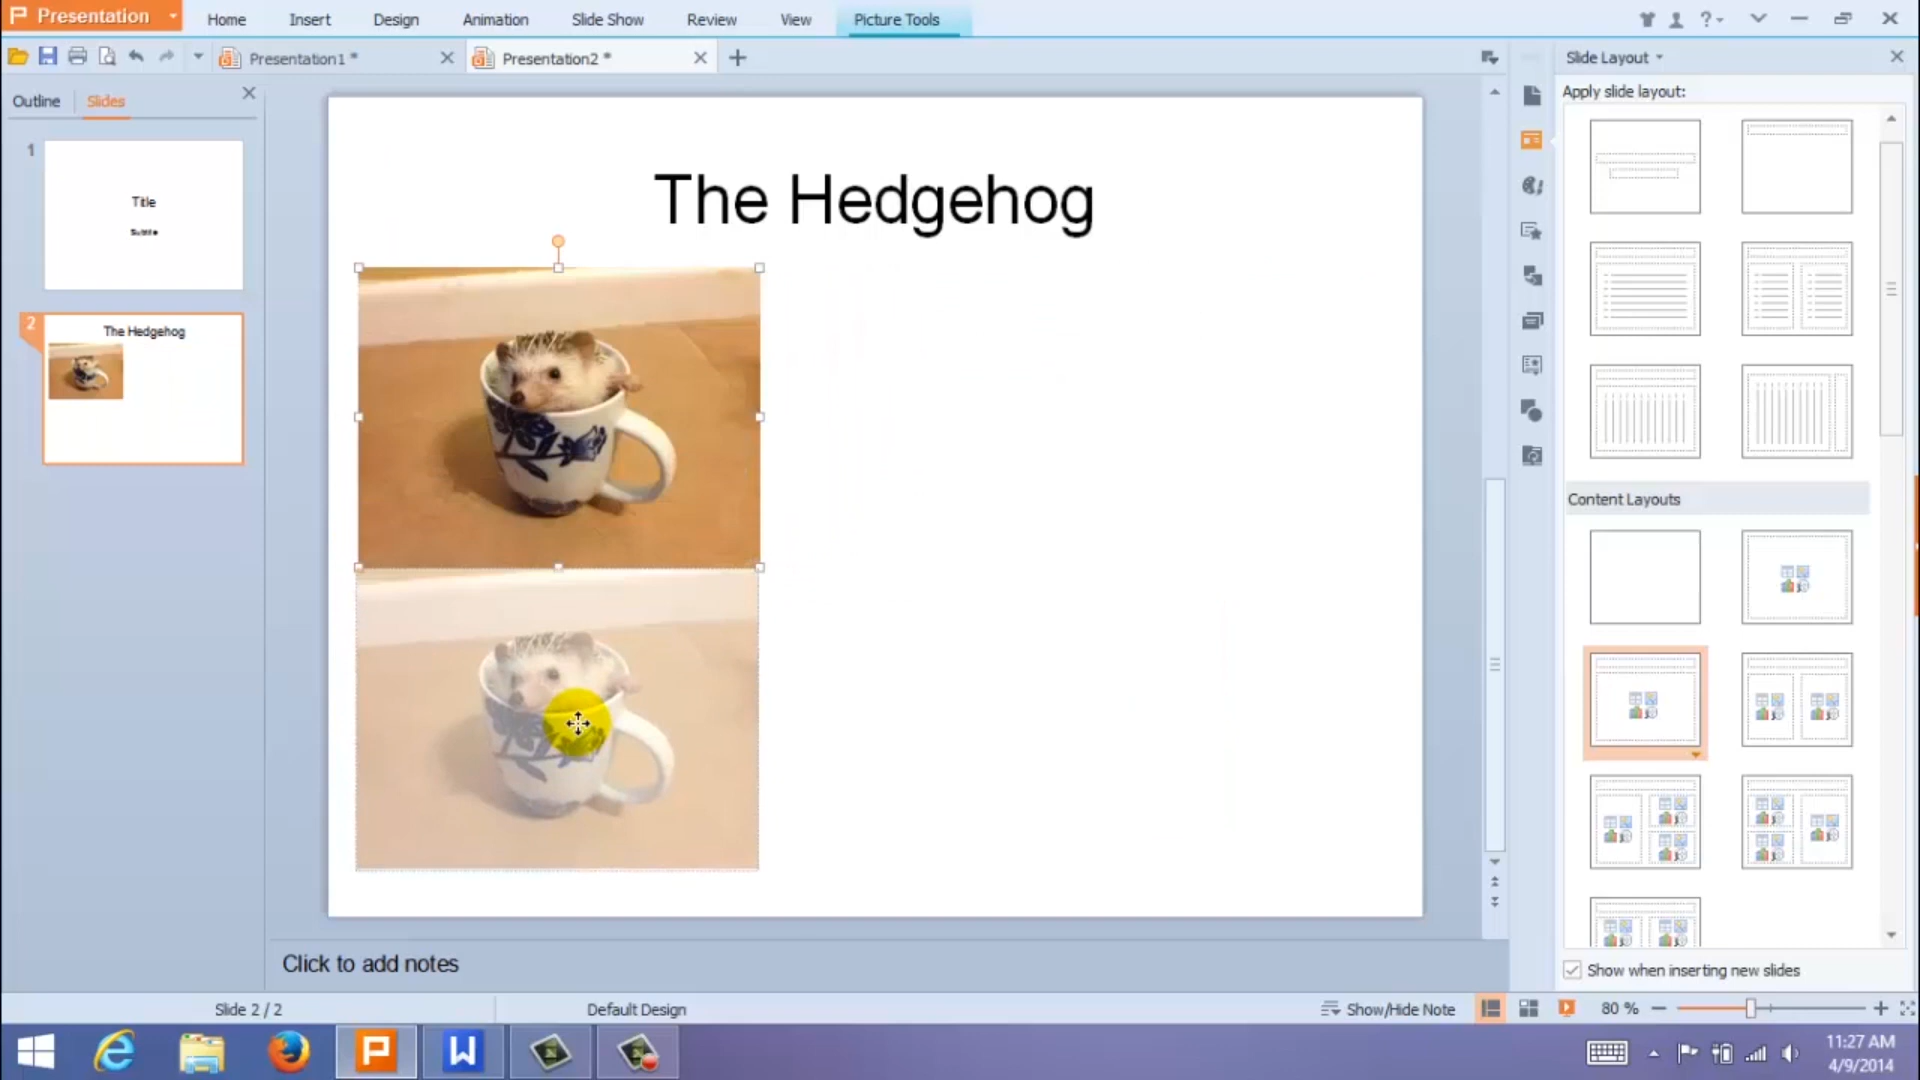 Presentation
Home
Insert
Design
Animation
Slide Show
Review
View
Picture Tools
Presentation1 *
Presentation2 *
Slide Layout
Outline
Slides
Apply slide layout:
1
Title
Subtitle
2
The Hedgehog
The Hedgehog
Content Layouts
Show when inserting new slides
Click to add notes
Slide 2 / 2
Default Design
Show/Hide Note
80 %
11:27 AM
4/9/2014